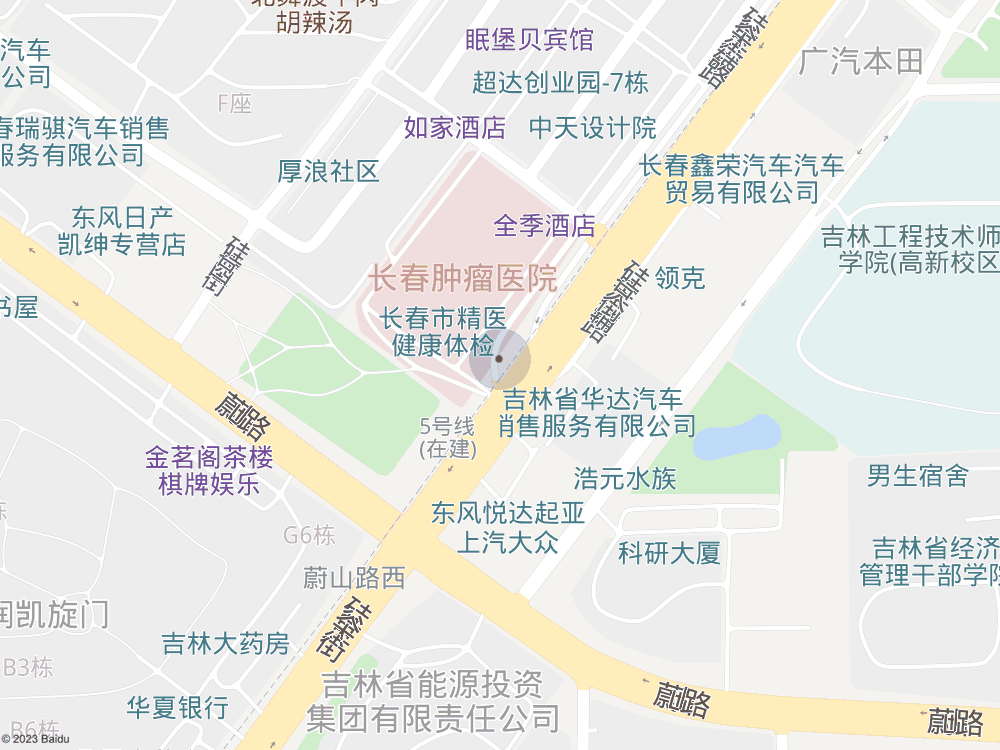 胡辣汤
眠堡贝宾馆
汽车
公司
广汽本田
超达创业园-7栋
F座
春瑞骐汽车销售
服务有限公司
如家酒店
中天设计院
厚浪社区
长春鑫荣汽车汽车
贸易有限公司
东风日产
凯绅专营店
全季酒店
吉林工程技术师
学院(高新校区
长春肿瘤医院
领克
书屋
长春市精医
健康体检
吉林省华达汽车
肖售服务有限公司
5号线
(在建)
蔚山路
金茗阁茶楼
棋牌娱乐
浩元水族
男生宿舍
东风悦达起亚
上汽大众
G6栋
科研大厦
吉林省经济
管理干部学院
蔚山路西
润凯旋门
吉林大药房
B3栋
吉林省能源投资
集团有限责任公司
蔚山路
华夏银行
蔚山路
B6栋
© 2023 Baidu